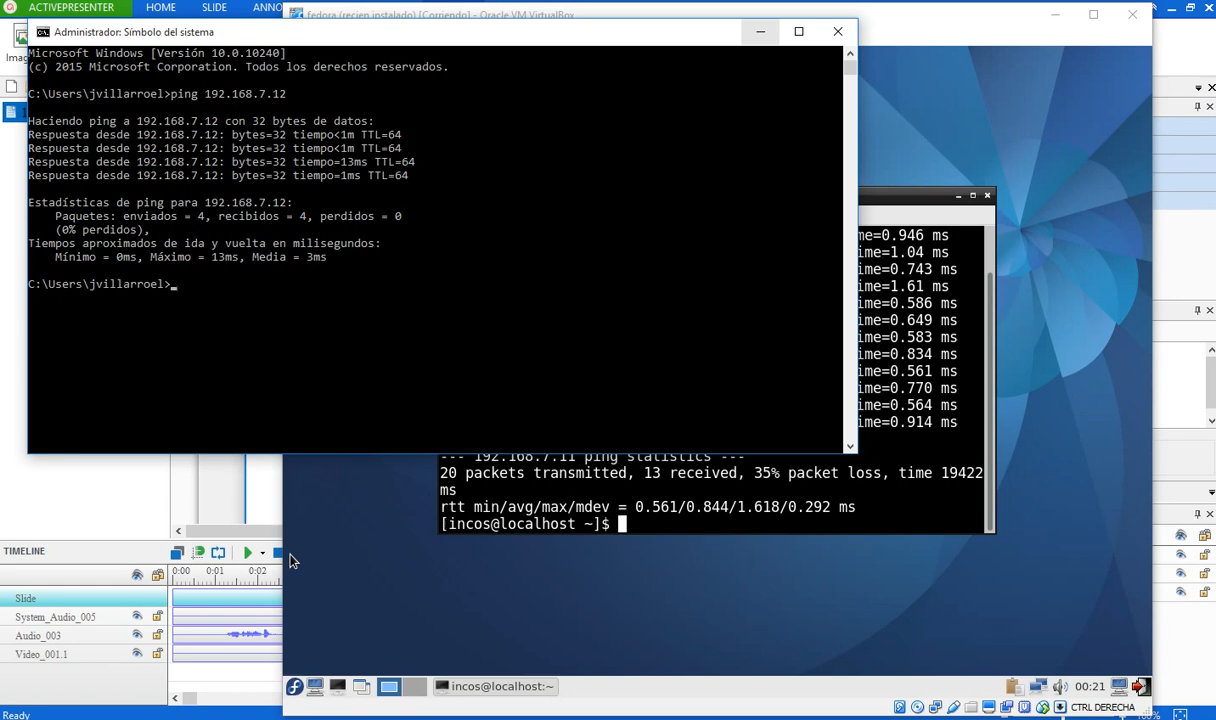 ACTIVEPRESENTER
HOME
SLIDE
ANNO
fedora (recien instalado) [Corriendo] - Oracle VM VirtualBox
Imag
Administrador: Símbolo del sistema
Microsoft Windows [Versión 10.0.10240]
(c) 2015 Microsoft Corporation. Todos los derechos reservados.
C:\Users\jvillarroel>ping 192.168.7.12
Haciendo ping a 192.168.7.12 con 32 bytes de datos:
Respuesta desde 192.168.7.12: bytes=32 tiempo<1m TTL=64
Respuesta desde 192.168.7.12: bytes=32 tiempo<1m TTL=64
Respuesta desde 192.168.7.12: bytes=32 tiempo=13ms TTL=64
Respuesta desde 192.168.7.12: bytes=32 tiempo=1ms TTL=64
Estadísticas de ping para 192.168.7.12:
Paquetes: enviados = 4, recibidos = 4, perdidos = 0
(0% perdidos),
Tiempos aproximados de ida y vuelta en milisegundos:
Mínimo = 0ms, Máximo = 13ms, Media = 3ms
C:\Users\jvillarroel>_
me=0.946 ms
ime=1.04 ms
ime=0.743 ms
ime=1.61 ms
ime=0.586 ms
ime=0.649 ms
ime=0.583 ms
ime=0.834 ms
ime=0.561 ms
ime=0.770 ms
ime=0.564 ms
ime=0.914 ms
--- 192.168.7.11 ping statistics ---
20 packets transmitted, 13 received, 35% packet loss, time 19422
ms
rtt min/avg/max/mdev = 0.561/0.844/1.618/0.292 ms
[incos@localhost ~]$
TIMELINE
0:00 0:01 0:02
Slide
System_Audio_005
Audio_003
Video_001.1
incos@localhost:~
00:21
CTRL DERECHA
Ready